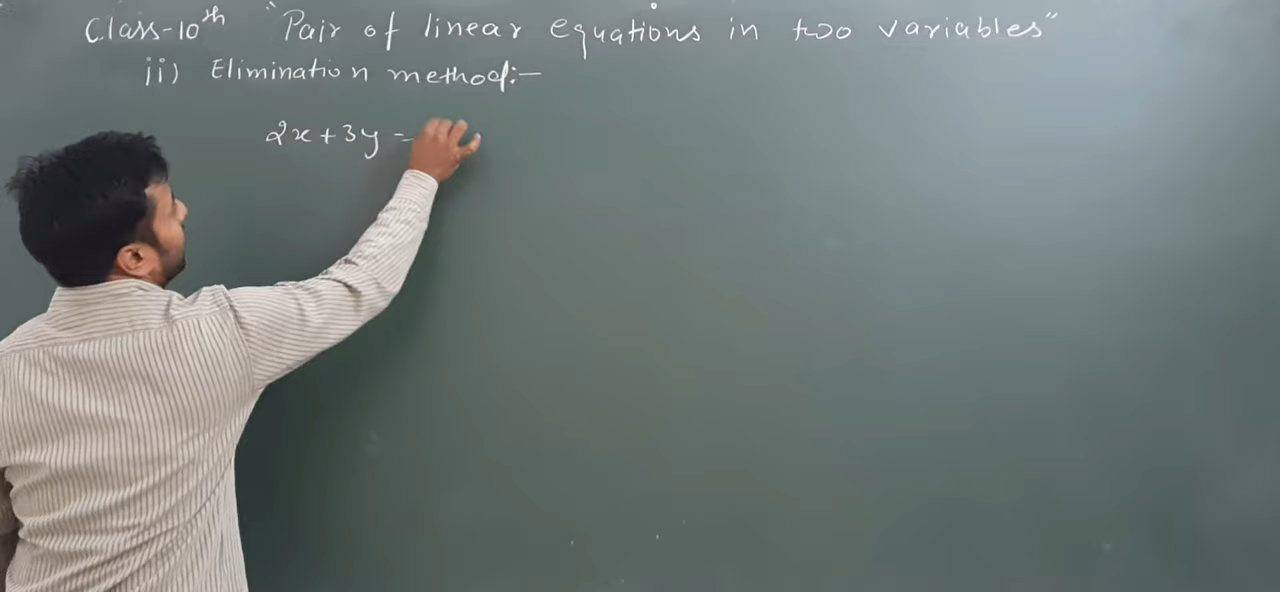 Class-10th "Pair of linear equations in two variables"
ii) Elimination method:-
2x+3y =